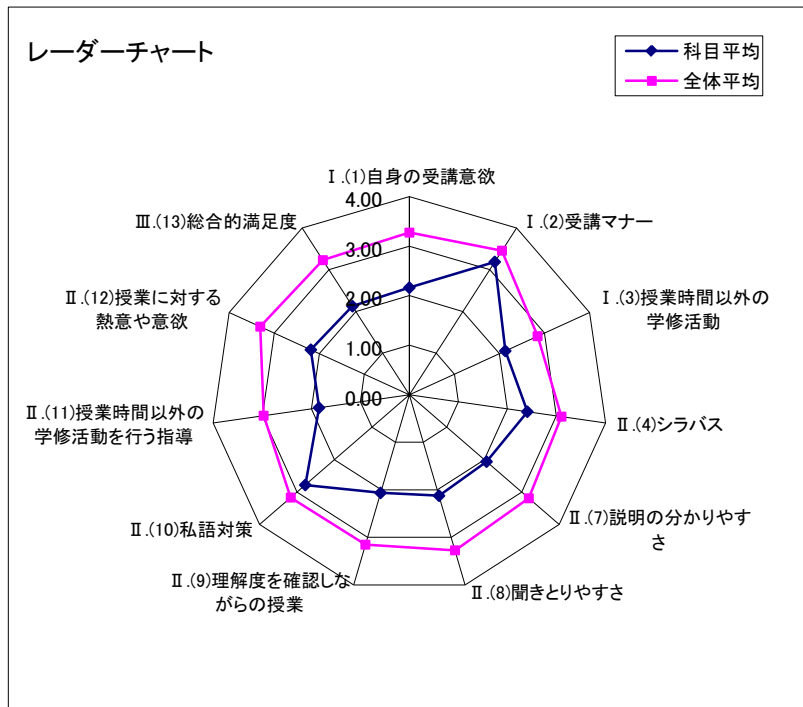 レーダーチャート
科目平均
全体平均
Ⅰ.(1)自身の受講意欲
Ⅰ.(2)受講マナー
Ⅰ.(3)授業時間以外の
学修活動
Ⅱ.(4)シラバス
Ⅱ.(7)説明の分かりやす
さ
Ⅱ.(8)聞きとりやすさ
Ⅱ.(9)理解度を確認しな
がらの授業
Ⅱ.(10)私語対策
Ⅱ.(11)授業時間以外の
学修活動を行う指導
Ⅱ.(12)授業に対する
熱意や意欲
Ⅲ.(13)総合的満足度
4.00
3.00
2.00
1.00
0.00